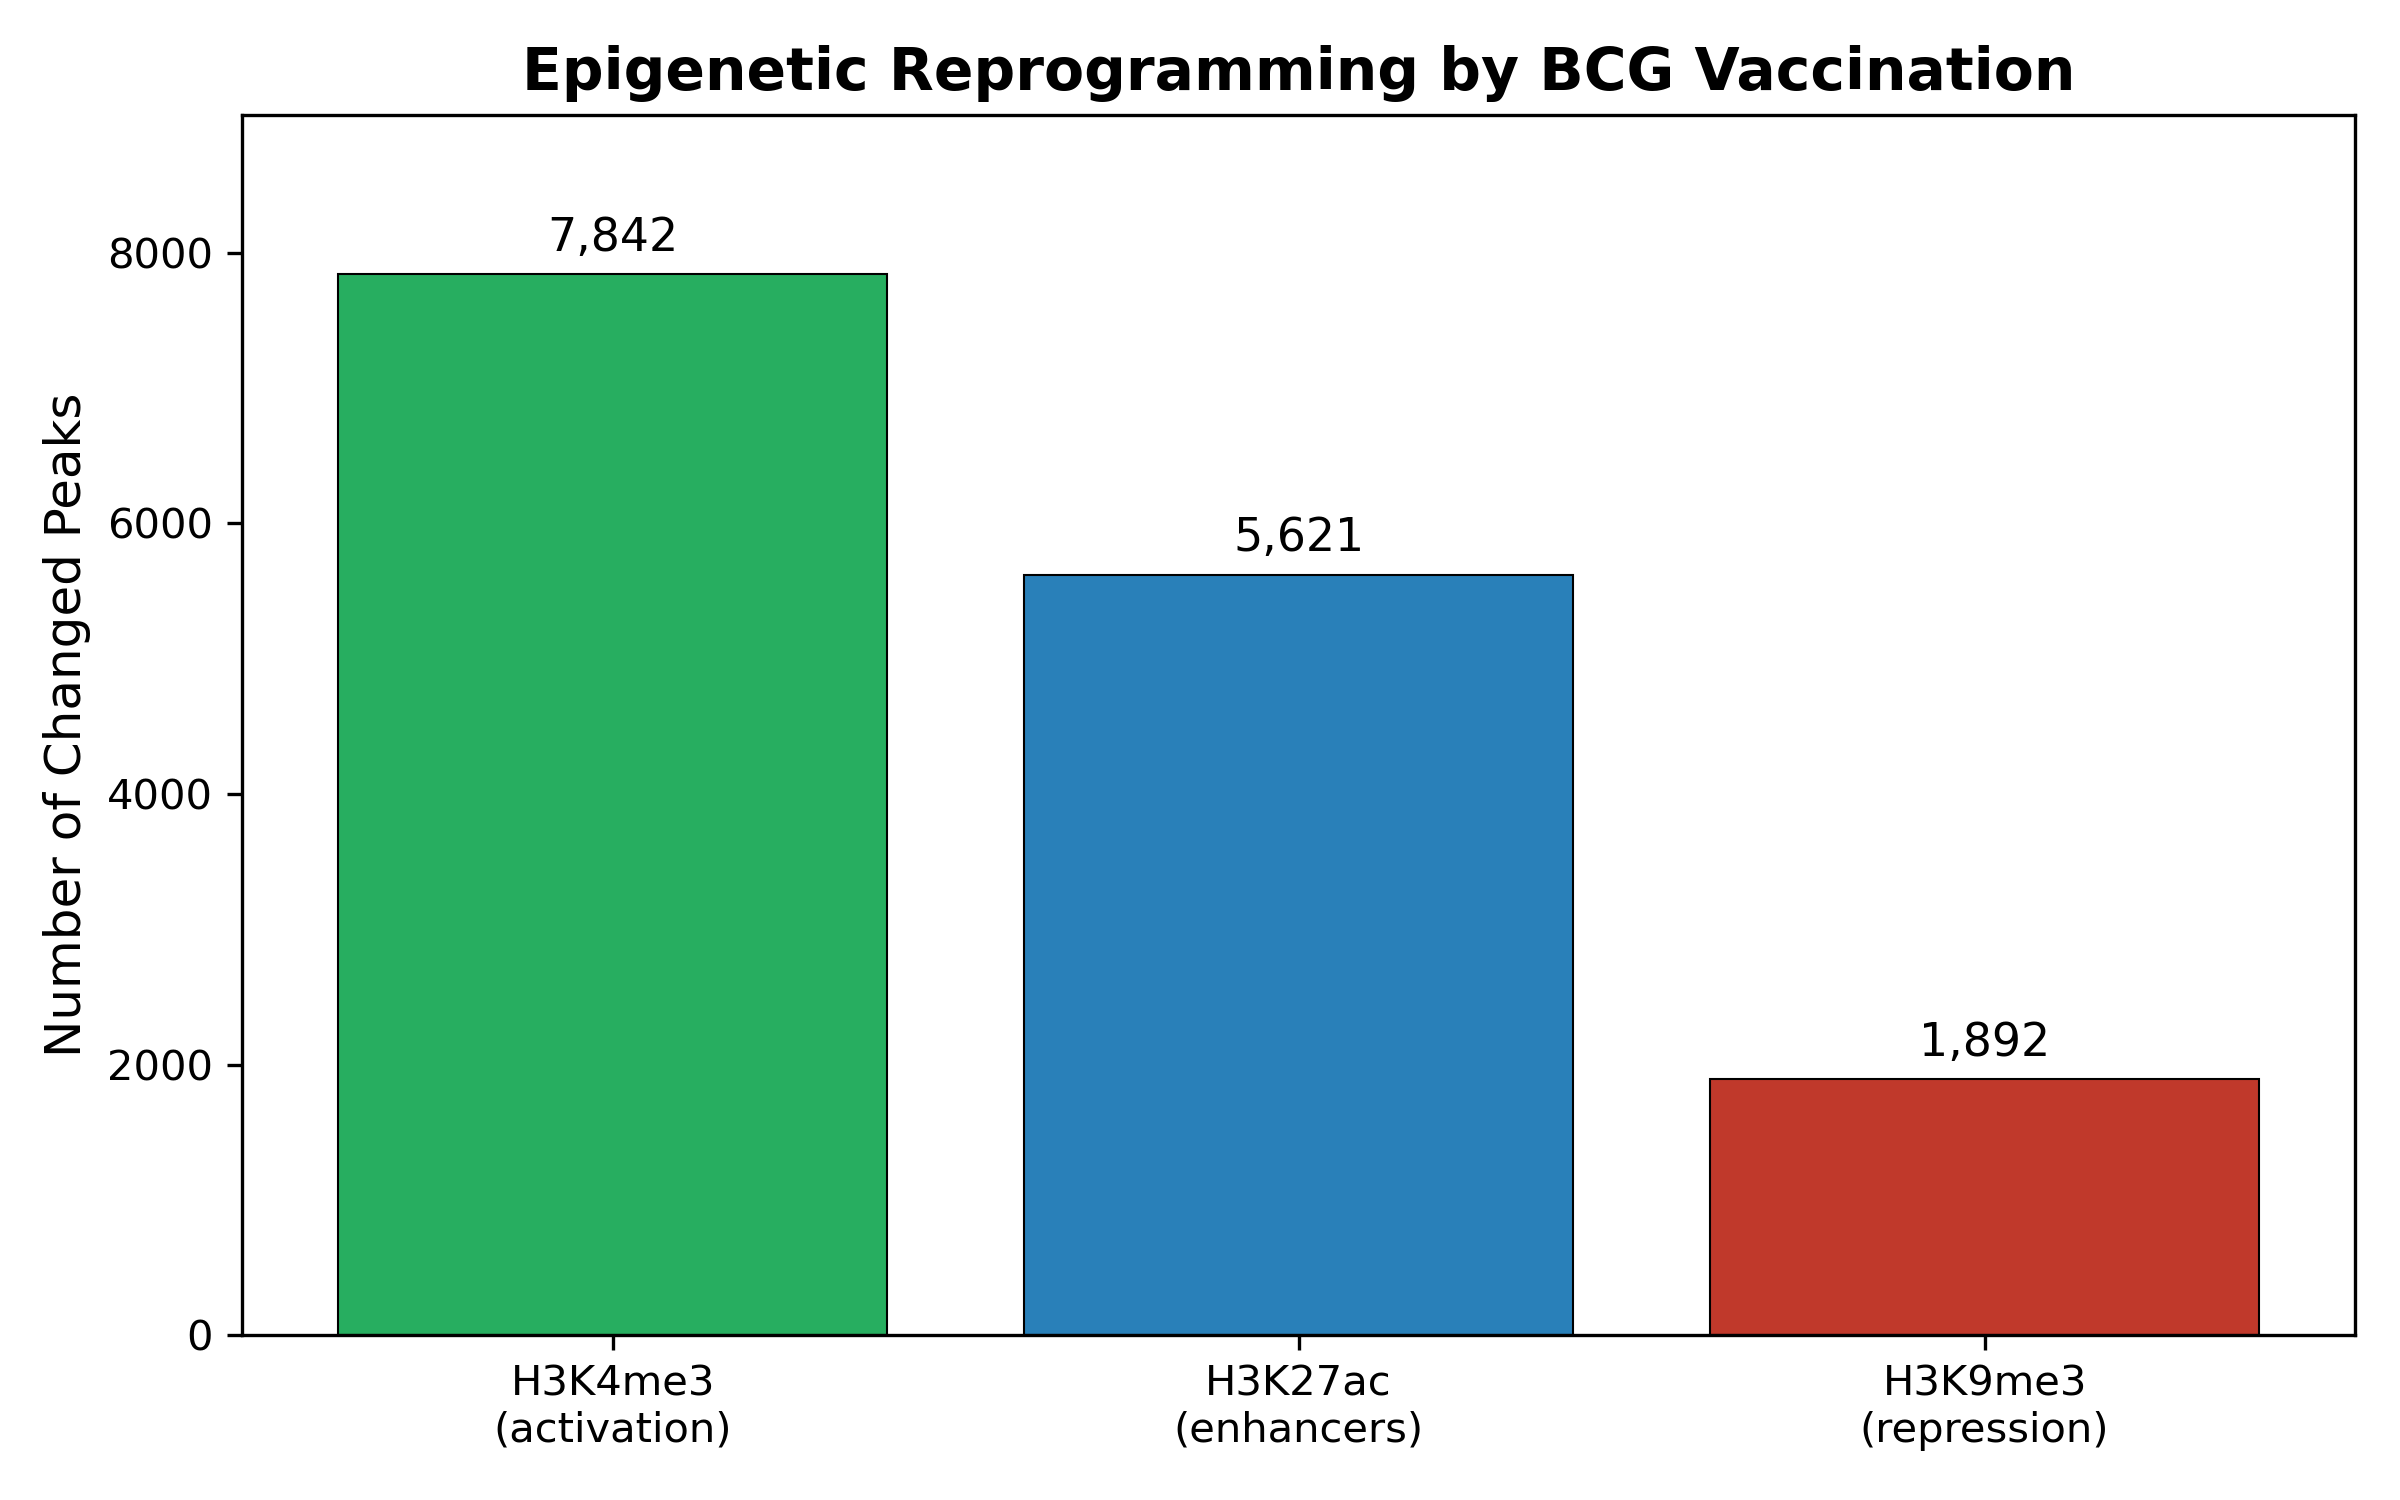 Epigenetic Reprogramming by BCG Vaccination
Number of Changed Peaks
8000
6000
4000
2000
0
7,842
5,621
1,892
H3K4me3
(activation)
H3K27ac
(enhancers)
H3K9me3
(repression)